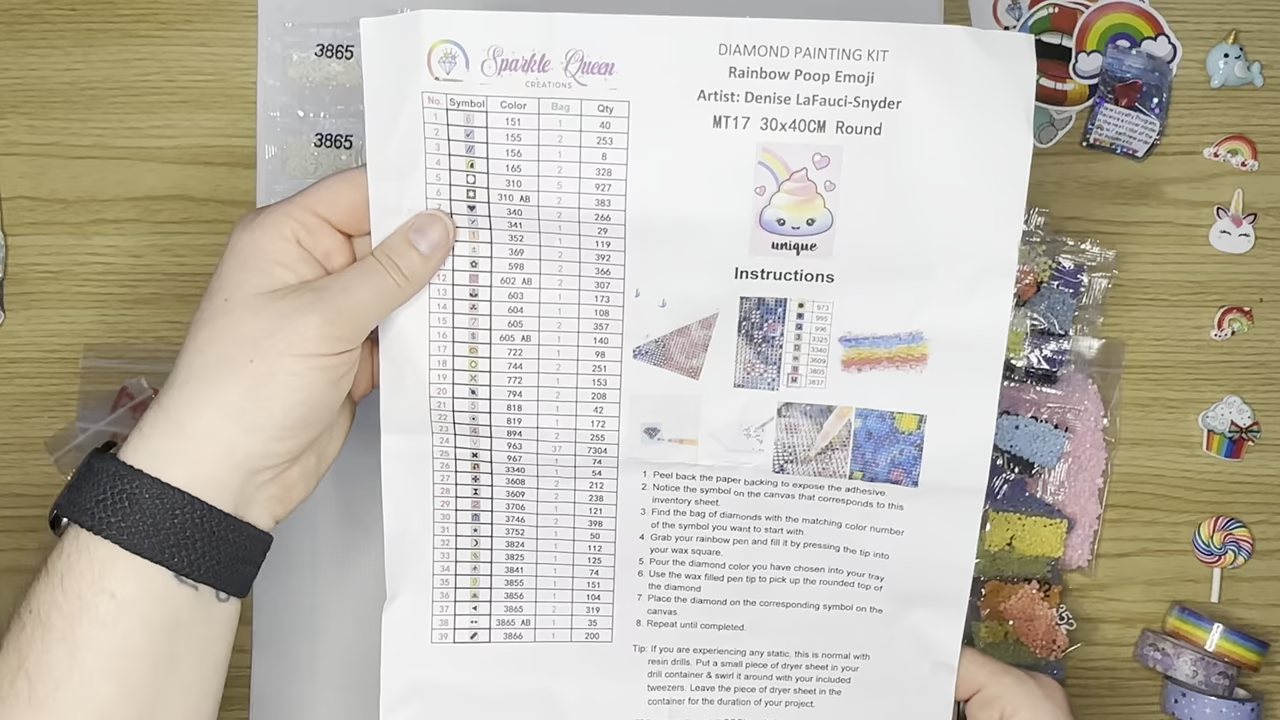 3865
3865
Sparkle Queen
CREATIONS
No. Symbol Color Bag Qty
1 151 1 40
2 155 2 253
3 156 1 8
4 165 2 328
5 310 5 927
6 310 AB 2 383
7 340 2 266
341 1 29
352 1 119
369 2 392
598 2 366
12 602 AB 2 307
13 603 1 173
14 604 1 108
15 605 2 357
16 605 AB 1 140
17 722 1 98
18 744 2 251
19 772 1 153
20 794 2 208
21 818 1 42
22 819 1 172
23 894 2 255
24 963 37 7304
25 967 1 74
26 3340 1 54
27 3608 2 212
28 3609 2 238
29 3706 1 121
30 3746 2 398
31 3752 1 50
32 3824 1 112
33 3825 1 125
34 3841 1 74
35 3855 1 151
36 3856 1 104
37 3865 2 319
38 3865 AB 1 35
39 3866 1 200
DIAMOND PAINTING KIT
Rainbow Poop Emoji
Artist: Denise LaFauci-Snyder
MT17 30x40CM Round
unique
Instructions
973
995
996
3325
3340
3609
3805
3837
1. Peel back the paper backing to expose the adhesive.
2. Notice the symbol on the canvas that corresponds to this
inventory sheet.
3. Find the bag of diamonds with the matching color number
of the symbol you want to start with.
4. Grab your rainbow pen and fill it by pressing the tip into
your wax square.
5. Pour the diamond color you have chosen into your tray
6. Use the wax filled pen tip to pick up the rounded top of
the diamond
7 Place the diamond on the corresponding symbol on the
canvas.
8. Repeat until completed.
Tip: If you are experiencing any static, this is normal with
resin drills. Put a small piece of dryer sheet in your
drill container & swirl it around with your included
tweezers. Leave the piece of dryer sheet in the
container for the duration of your project.
352